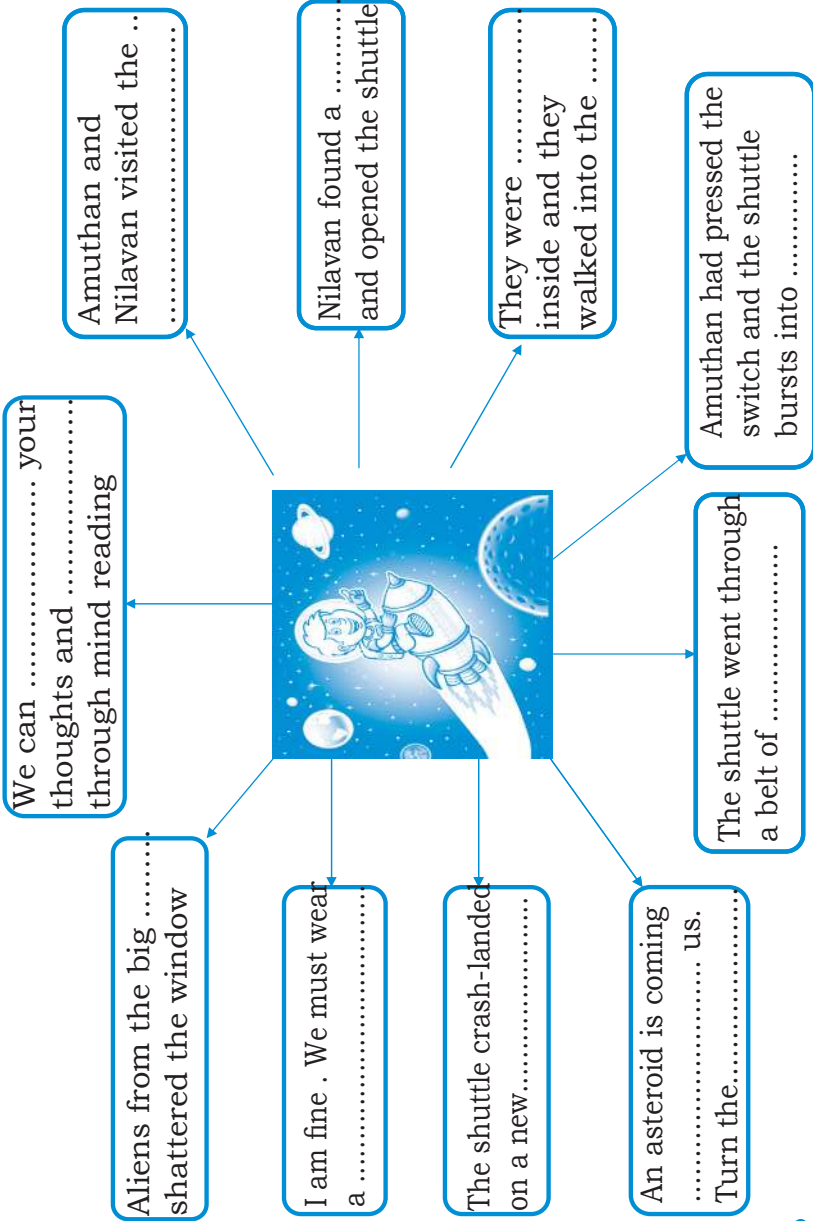 Amuthan and
Nilavan visited the ..
................................
Nilavan found a ...........
and opened the shuttle
They were ................
inside and they
walked into the ......
Amuthan had pressed the
switch and the shuttle
bursts into ...............
The shuttle went through
a belt of .....................
An asteroid is coming
........................... us.
Turn the........................
The shuttle crash-landed
on a new.........................
I am fine . We must wear
a .................................
Aliens from the big .........
shattered the window
We can ..................... your
thoughts and .....................
through mind reading